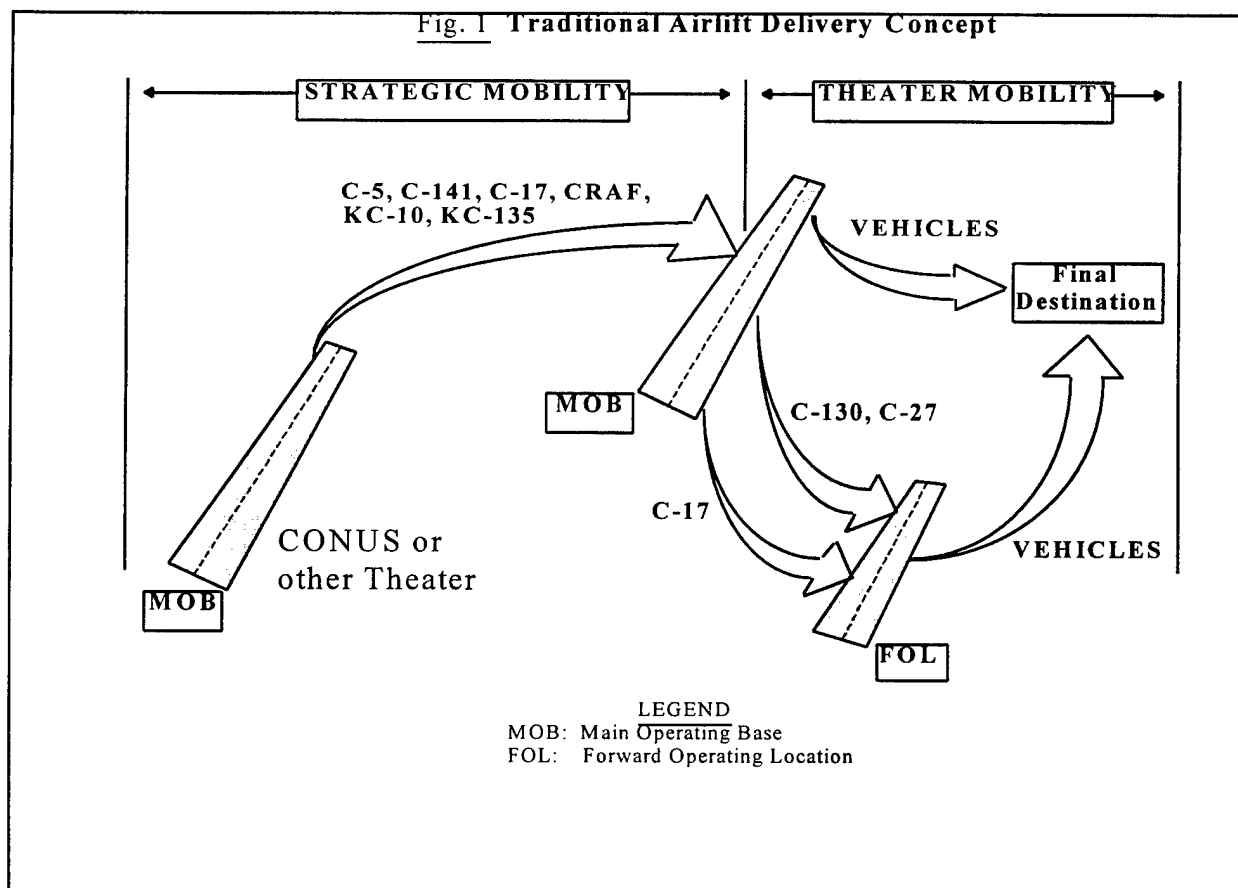 Fig. 1 Traditional Airlift Delivery Concept
STRATEGIC MOBILITY
THEATER MOBILITY
C-5, C-141, C-17, CRAF,
KC-10, KC-135
VEHICLES
Final
Destination
MOB
C-130, C-27
C-17
CONUS or
other Theater
VEHICLES
MOB
FOL
LEGEND
MOB: Main Operating Base
FOL: Forward Operating Location